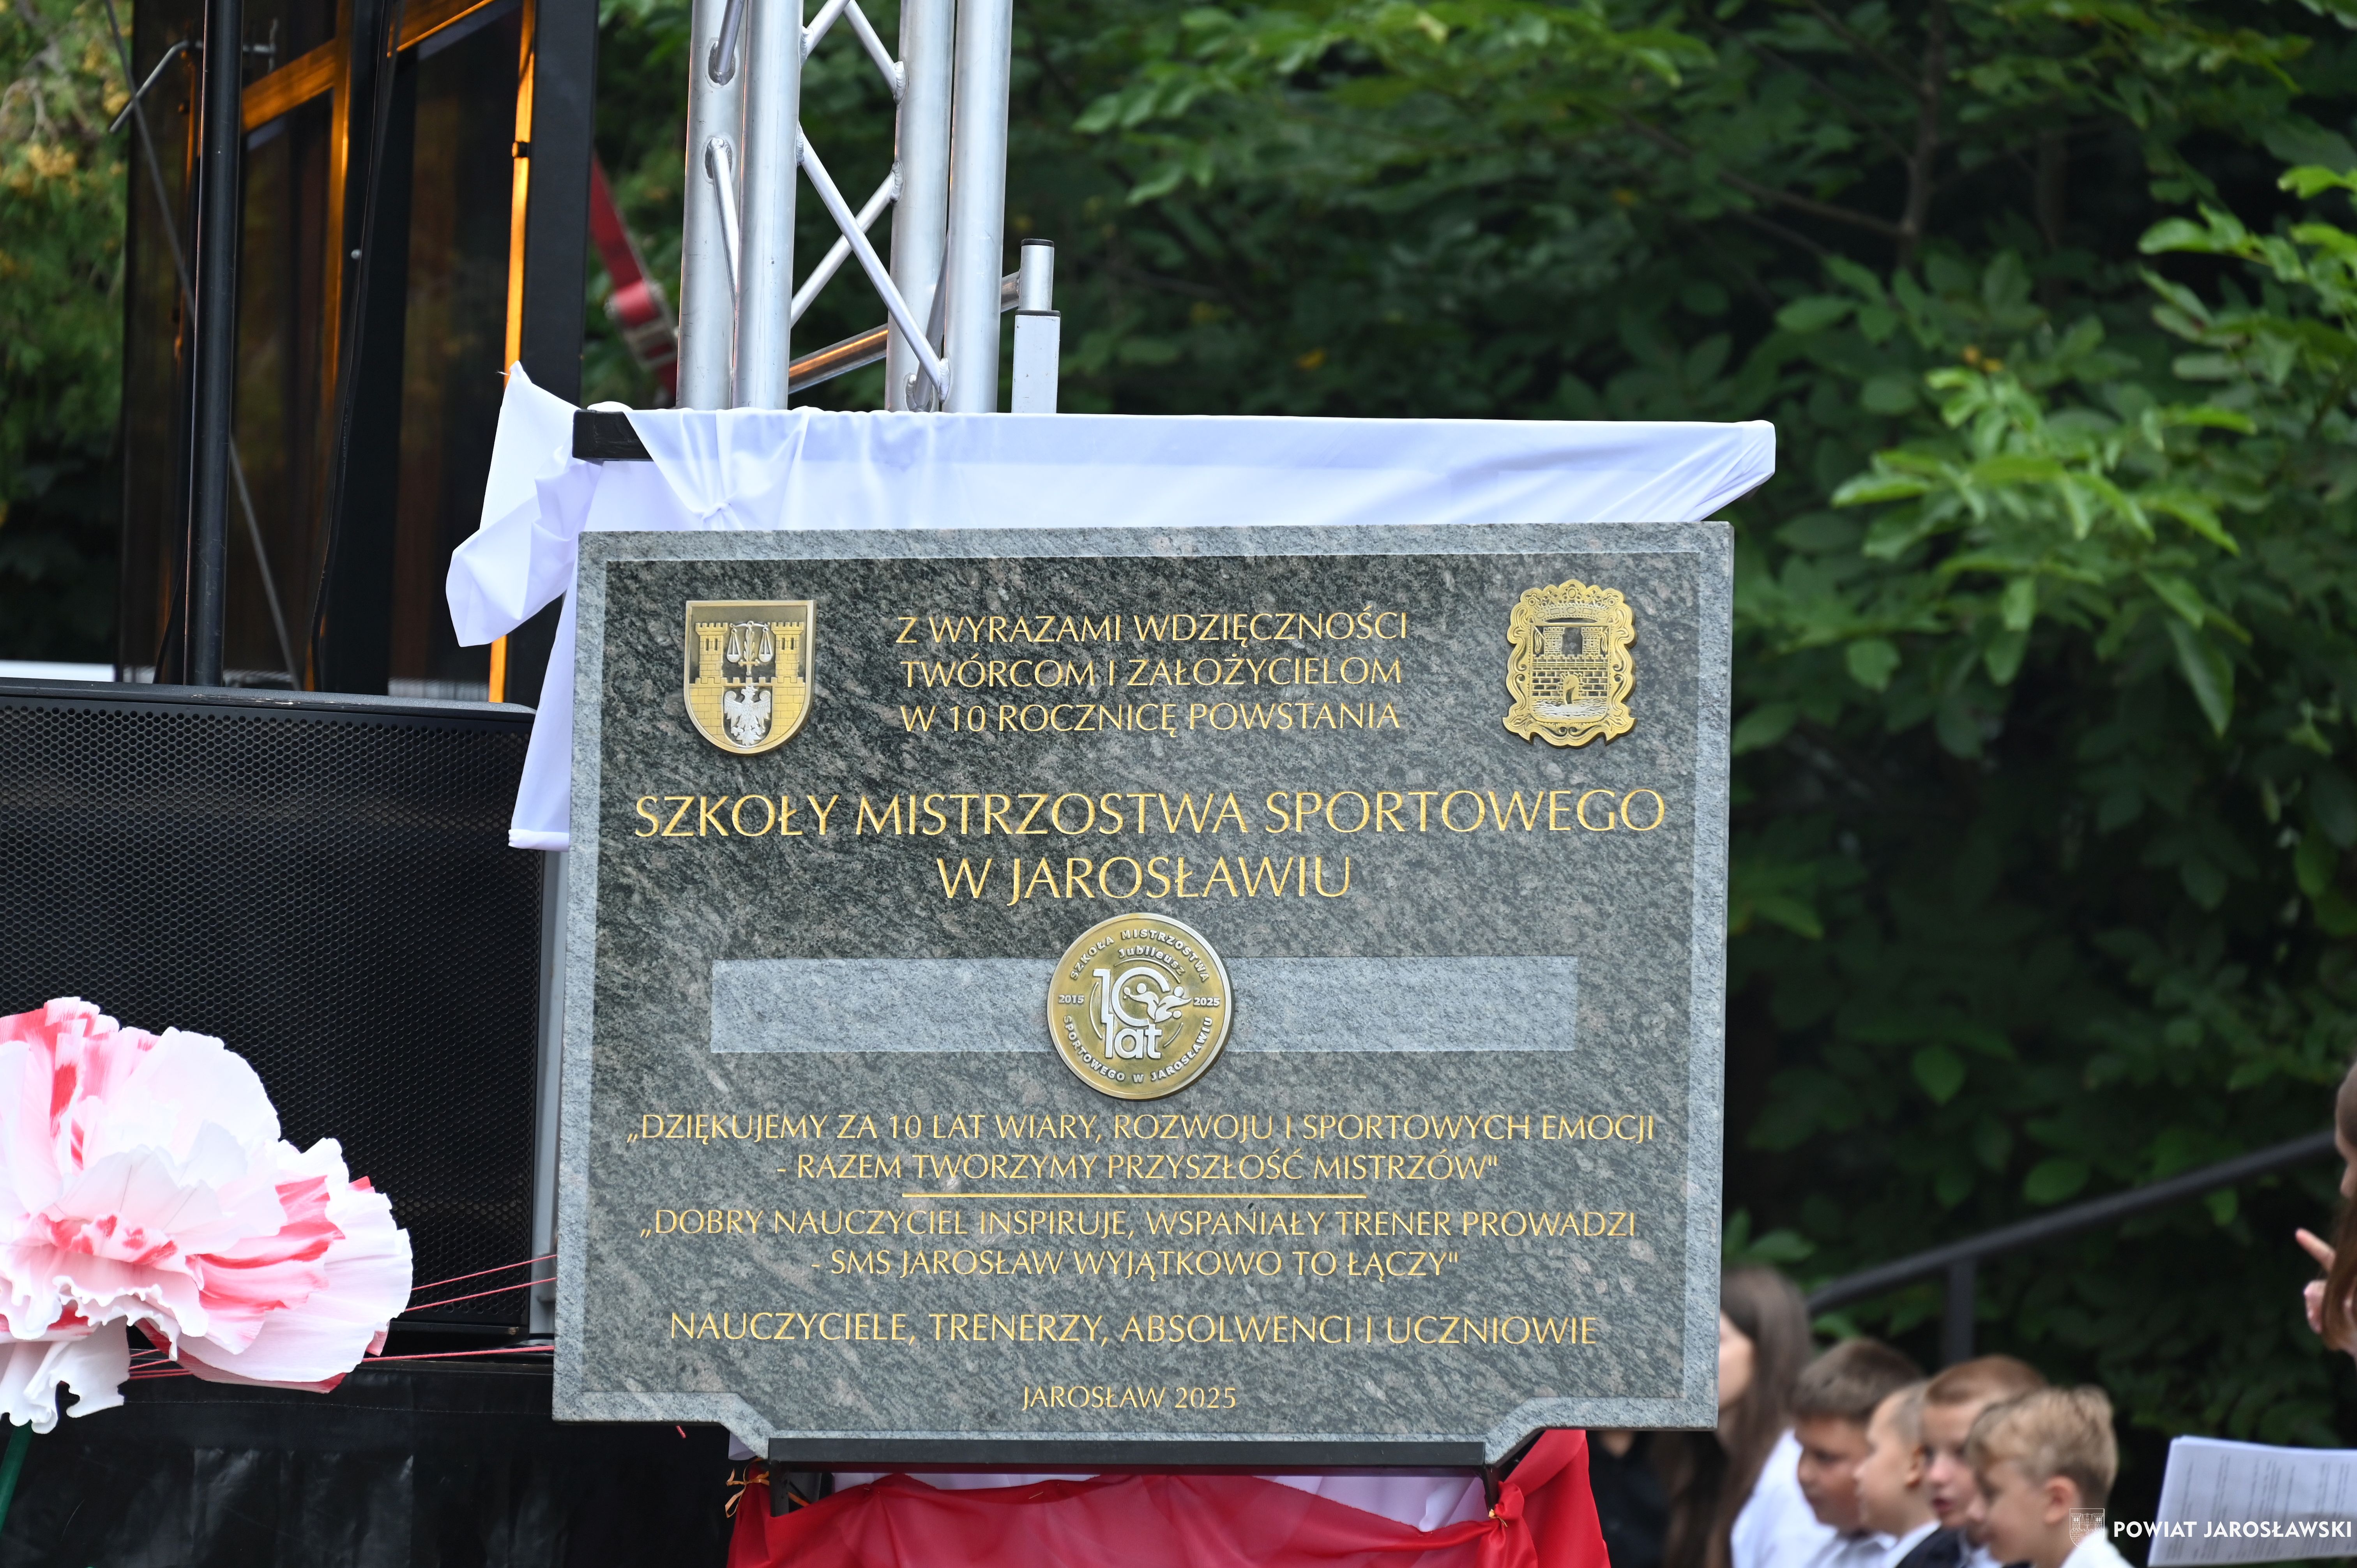 Z WYRAZAMI WDZIĘCZNOŚCI
TWÓRCOM I ZAŁOŻYCIELOM
W 10 ROCZNICĘ POWSTANIA
SZKOŁY MISTRZOSTWA SPORTOWEGO
W JAROSŁAWIU
SZKOŁA MISTRZOSTWA
Jubileusz
2015 10 2025
lat
SPORTOWEGO W JAROSŁAWIU
„DZIĘKUJEMY ZA 10 LAT WIARY, ROZWOJU I SPORTOWYCH EMOCJI
- RAZEM TWORZYMY PRZYSZŁOŚĆ MISTRZÓW"
„DOBRY NAUCZYCIEL INSPIRUJE, WSPANIAŁY TRENER PROWADZI
- SMS JAROSŁAW WYJĄTKOWO TO ŁĄCZY"
NAUCZYCIELE, TRENERZY, ABSOLWENCI I UCZNIOWIE
JAROSŁAW 2025
POWIAT JAROSŁAWSKI